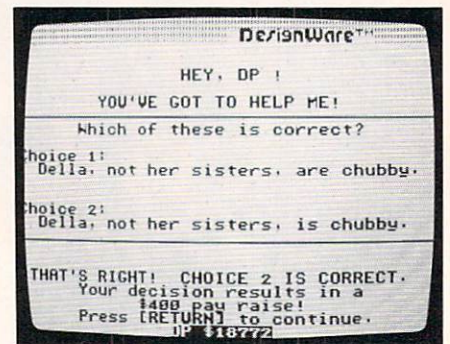 DesignWare™
HEY, DP !
YOU'VE GOT TO HELP ME!
Which of these is correct?
Choice 1:
Della, not her sisters, are chubby.
Choice 2:
Della, not her sisters, is chubby.
THAT'S RIGHT! CHOICE 2 IS CORRECT.
Your decision results in a
$400 pay raise!
Press [RETURN] to continue.
DP $18772